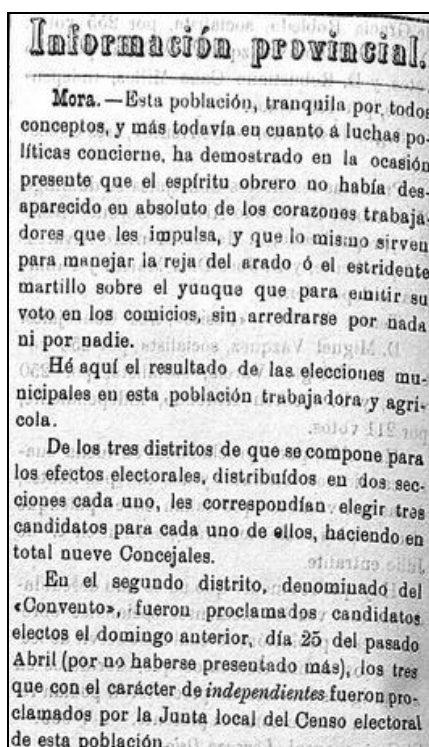 Información provincial.
Mora.—Esta población, tranquila por todos
conceptos, y más todavía en cuanto á luchas po-
líticas concierne, ha demostrado en la ocasión
presente que el espíritu obrero no había des-
aparecido en absoluto de los corazones trabaja-
dores que les impulsa, y que lo mismo sirven
para manejar la reja del arado ó el estridente
martillo sobre el yunque que para emitir su
voto en los comicios, sin arredrarse por nada
ni por nadie.
Hé aquí el resultado de las elecciones mu-
nicipales en esta población trabajadora y agrí-
cola.
De los tres distritos de que se compone para
los efectos electorales, distribuídos en dos sec-
ciones cada uno, les correspondían elegir tres
candidatos para cada uno de ellos, haciendo en
total nueve Concejales.
En el segundo distrito, denominado del
«Convento», fueron proclamados candidatos
electos el domingo anterior, día 25 del pasado
Abril (por no haberse presentado más), los tres
que con el carácter de independientes fueron pro-
clamados por la Junta local del Censo electoral
de esta población